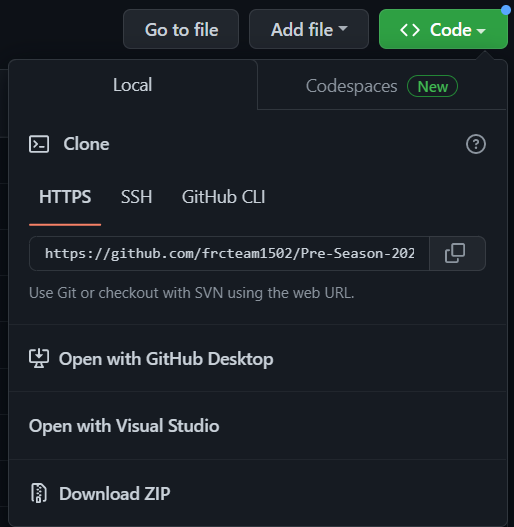 Go to file
Add file
Code
Local
Codespaces New
Clone
HTTPS SSH GitHub CLI
https://github.com/frcteam1502/Pre-Season-202
Use Git or checkout with SVN using the web URL.
Open with GitHub Desktop
Open with Visual Studio
Download ZIP